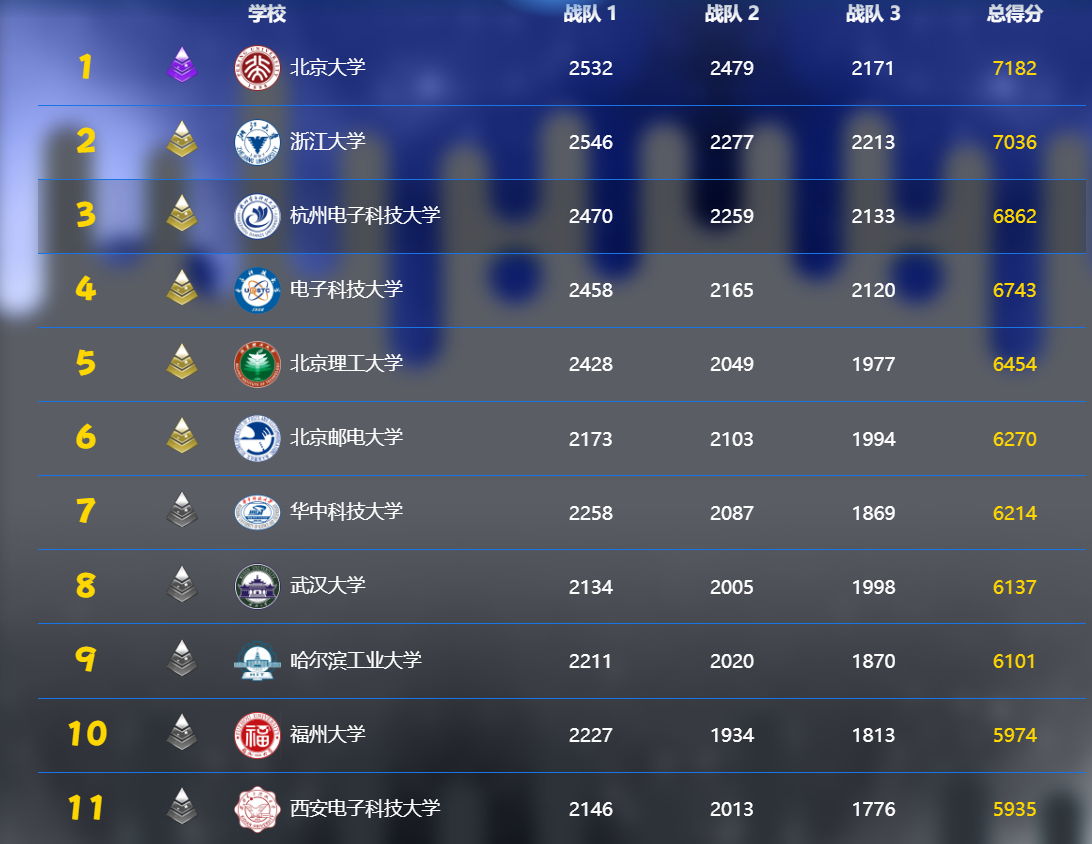 学校 战队 1 战队 2 战队 3 总得分
1 北京大学 2532 2479 2171 7182
2 浙江大学 2546 2277 2213 7036
3 杭州电子科技大学 2470 2259 2133 6862
4 电子科技大学 2458 2165 2120 6743
5 北京理工大学 2428 2049 1977 6454
6 北京邮电大学 2173 2103 1994 6270
7 华中科技大学 2258 2087 1869 6214
8 武汉大学 2134 2005 1998 6137
9 哈尔滨工业大学 2211 2020 1870 6101
10 福州大学 2227 1934 1813 5974
11 西安电子科技大学 2146 2013 1776 5935